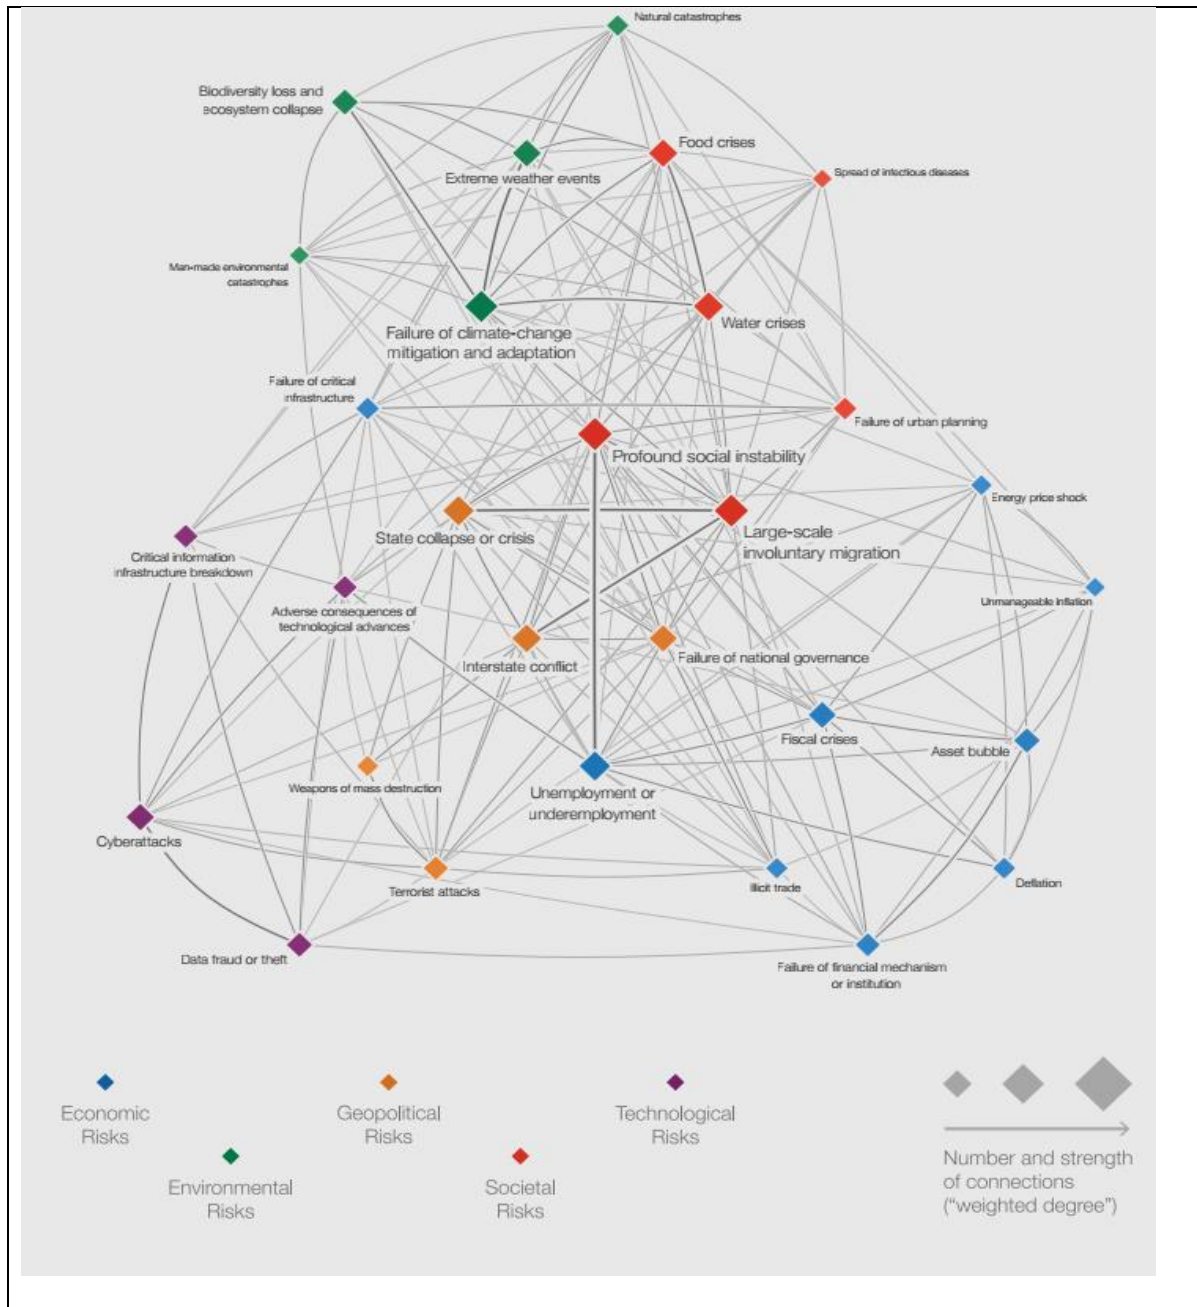 Natural catastrophes
Biodiversity loss and
ecosystem collapse
Food crises
Extreme weather events
Spread of infectious diseases
Man-made environmental
catastrophes
Failure of climate-change
mitigation and adaptation
Water crises
Failure of critical
infrastructure
Failure of urban planning
Profound social instability
Energy price shock
State collapse or crisis
Large-scale
involuntary migration
Critical information
infrastructure breakdown
Unmanageable inflation
Adverse consequences of
technological advances
Interstate conflict
Failure of national governance
Fiscal crises
Asset bubble
Weapons of mass destruction
Unemployment or
underemployment
Cyberattacks
Terrorist attacks
Illicit trade
Deflation
Data fraud or theft
Failure of financial mechanism
or institution
Economic
Risks
Geopolitical
Risks
Technological
Risks
Environmental
Risks
Societal
Risks
Number and strength
of connections
("weighted degree")